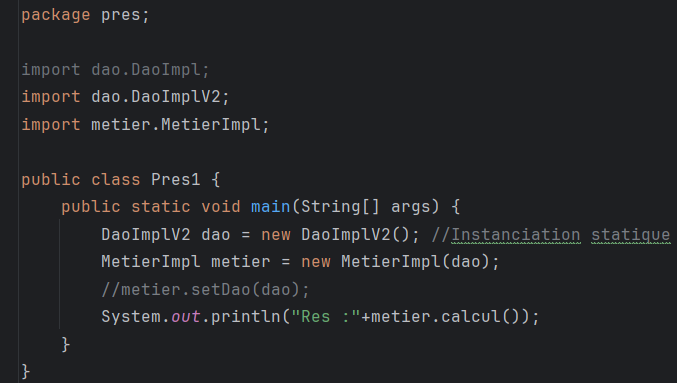 package pres;
import dao.DaoImpl;
import dao.DaoImplV2;
import metier.MetierImpl;
public class Pres1 {
public static void main(String[] args) {
DaoImplV2 dao = new DaoImplV2(); //Instanciation statique
MetierImpl metier = new MetierImpl(dao);
//metier.setDao(dao);
System.out.println("Res :"+metier.calcul());
}
}